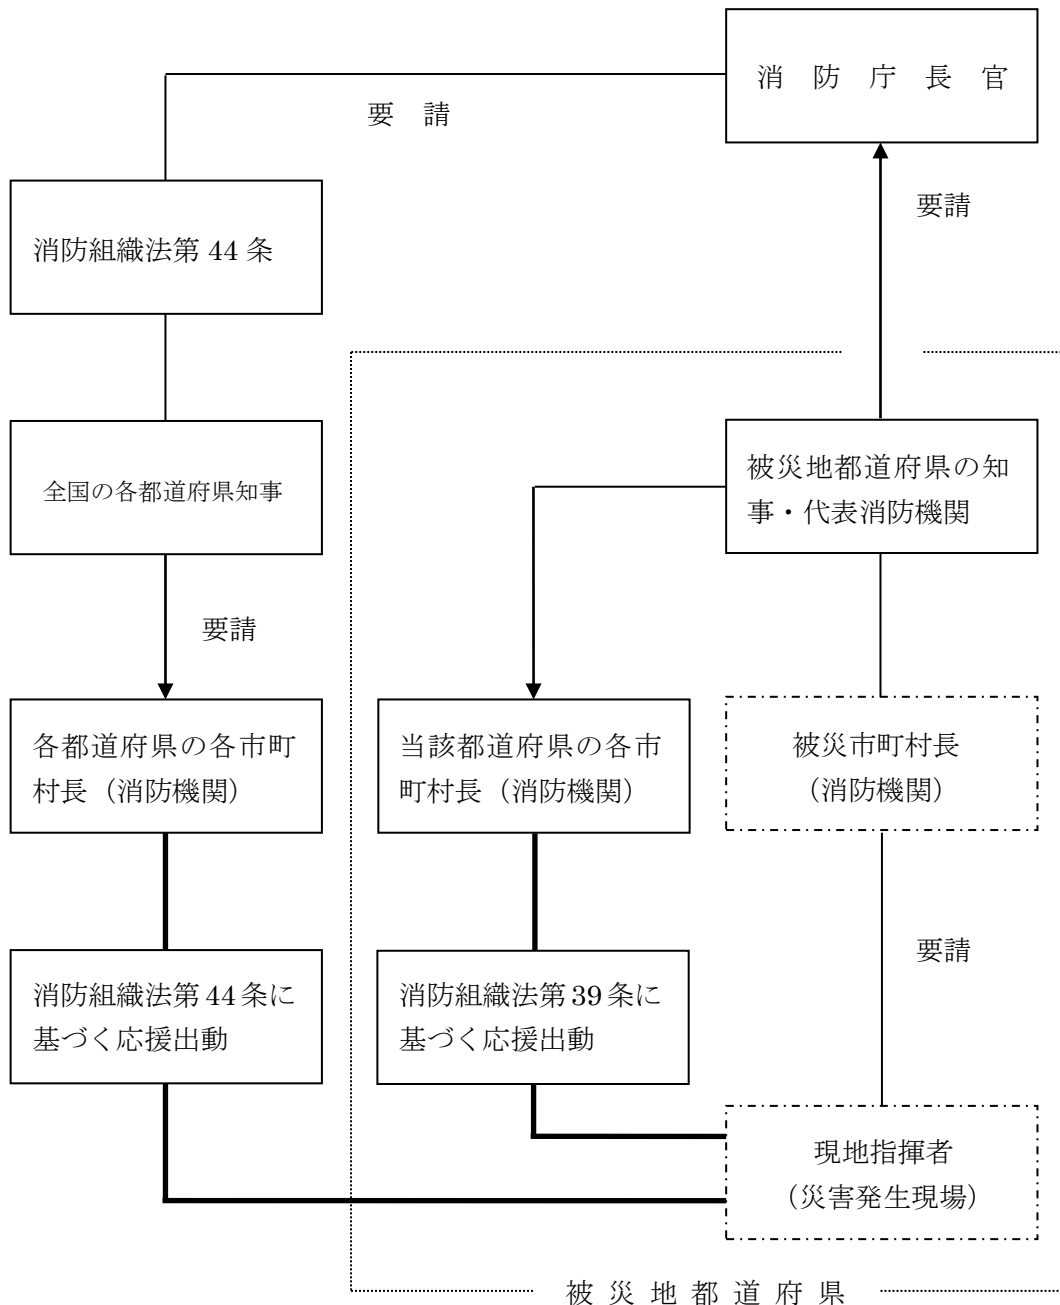 消防庁長官
要請
要請
消防組織法第 44 条
全国の各都道府県知事
被災地都道府県の知
事・代表消防機関
要請
各都道府県の各市町
村長（消防機関）
当該都道府県の各市
町村長（消防機関）
被災市町村長
（消防機関）
要請
消防組織法第 44 条に
基づく応援出動
消防組織法第 39 条に
基づく応援出動
現地指揮者
（災害発生現場）
被災地都道府県